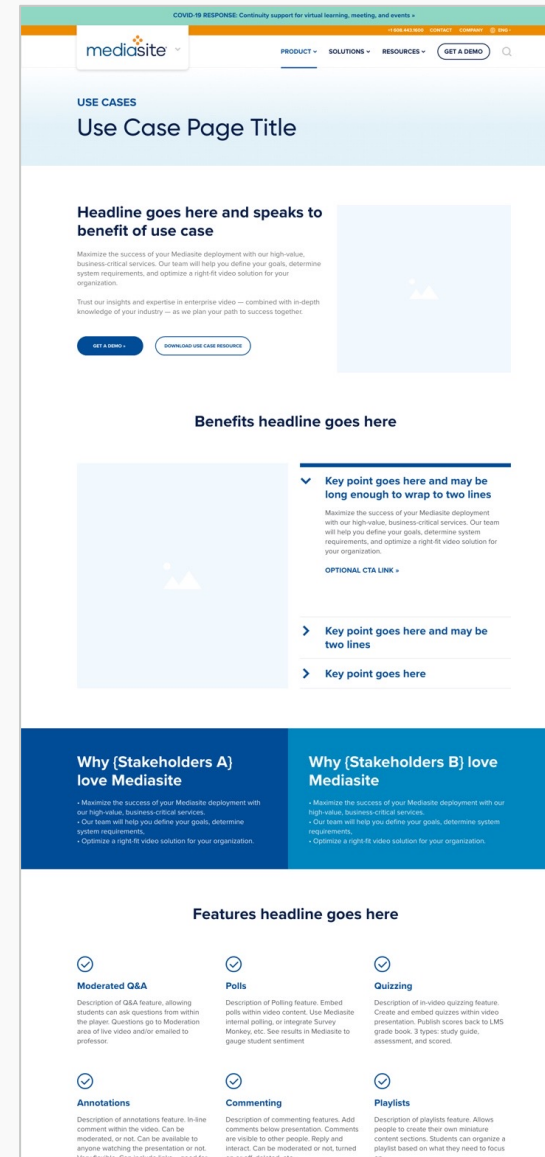 COVID-19 RESPONSE: Continuity support for virtual learning, meeting, and events »
+1 608.443.1600 CONTACT COMPANY ENG
mediasite
PRODUCT SOLUTIONS RESOURCES GET A DEMO
USE CASES
Use Case Page Title
Headline goes here and speaks to
benefit of use case
Maximize the success of your Mediasite deployment with our high-value,
business-critical services. Our team will help you define your goals, determine
system requirements, and optimize a right-fit video solution for your
organization.
Trust our insights and expertise in enterprise video — combined with in-depth
knowledge of your industry — as we plan your path to success together.
GET A DEMO »
DOWNLOAD USE CASE RESOURCE
Benefits headline goes here
Key point goes here and may be
long enough to wrap to two lines
Maximize the success of your Mediasite deployment
with our high-value, business-critical services. Our team
will help you define your goals, determine system
requirements, and optimize a right-fit video solution for
your organization.
OPTIONAL CTA LINK »
Key point goes here and may be
two lines
Key point goes here
Why {Stakeholders A}
love Mediasite
• Maximize the success of your Mediasite deployment with
our high-value, business-critical services.
• Our team will help you define your goals, determine
system requirements,
• Optimize a right-fit video solution for your organization.
Why {Stakeholders B} love
Mediasite
• Maximize the success of your Mediasite deployment with our
high-value, business-critical services.
• Our team will help you define your goals, determine system
requirements,
• Optimize a right-fit video solution for your organization.
Features headline goes here
Moderated Q&A
Description of Q&A feature, allowing
students can ask questions from within
the player. Questions go to Moderation
area of live video and/or emailed to
professor.
Polls
Description of Polling feature. Embed
polls within video content. Use Mediasite
internal polling, or integrate Survey
Monkey, etc. See results in Mediasite to
gauge student sentiment
Quizzing
Description of in-video quizzing feature.
Create and embed quizzes within video
presentation. Publish scores back to LMS
grade book. 3 types: study guide,
assessment, and scored.
Annotations
Description of annotations feature. In-line
comment within the video. Can be
moderated, or not. Can be available to
anyone watching the presentation or not.
Commenting
Description of commenting features. Add
comments below presentation. Comments
are visible to other people. Reply and
interact. Can be moderated or not, turned
Playlists
Description of playlists feature. Allows
people to create their own miniature
content sections. Students can organize a
playlist based on what they need to focus